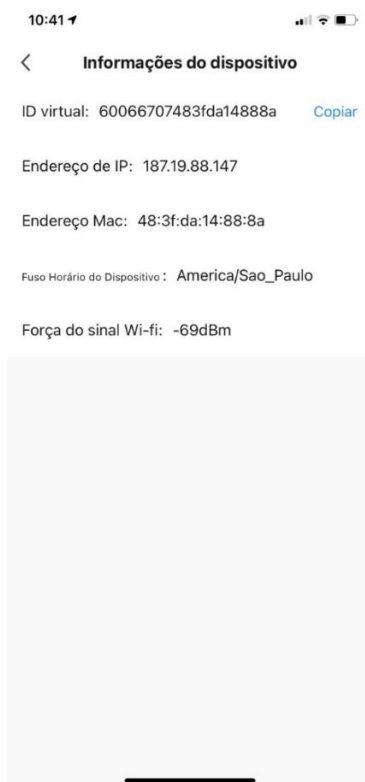 10:41
Informações do dispositivo
ID virtual: 60066707483fda14888a Copiar
Endereço de IP: 187.19.88.147
Endereço Mac: 48:3f:da:14:88:8a
Fuso Horário do Dispositivo : America/Sao_Paulo
Força do sinal Wi-fi: -69dBm